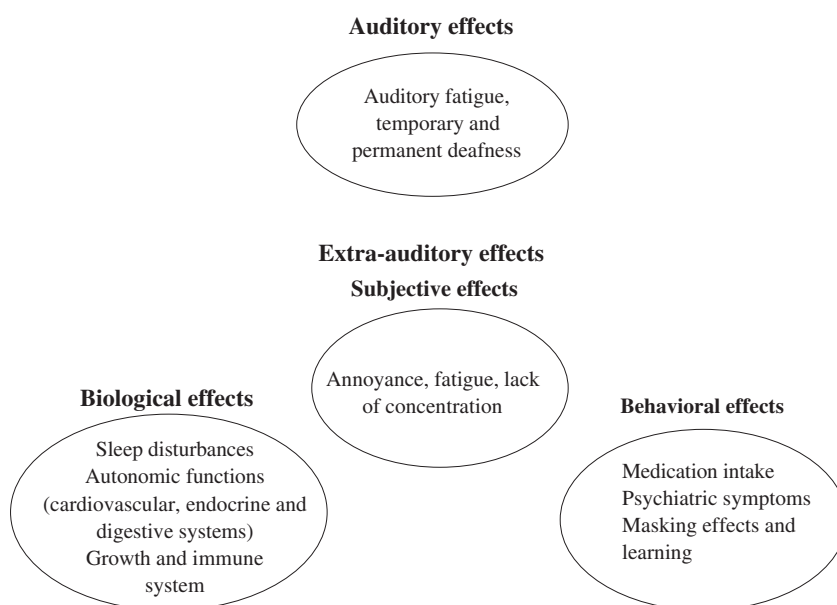 Auditory effects
Auditory fatigue,
temporary and
permanent deafness
Extra-auditory effects
Subjective effects
Annoyance, fatigue, lack
of concentration
Biological effects
Sleep disturbances
Autonomic functions
(cardiovascular, endocrine and
digestive systems)
Growth and immune
system
Behavioral effects
Medication intake
Psychiatric symptoms
Masking effects and
learning